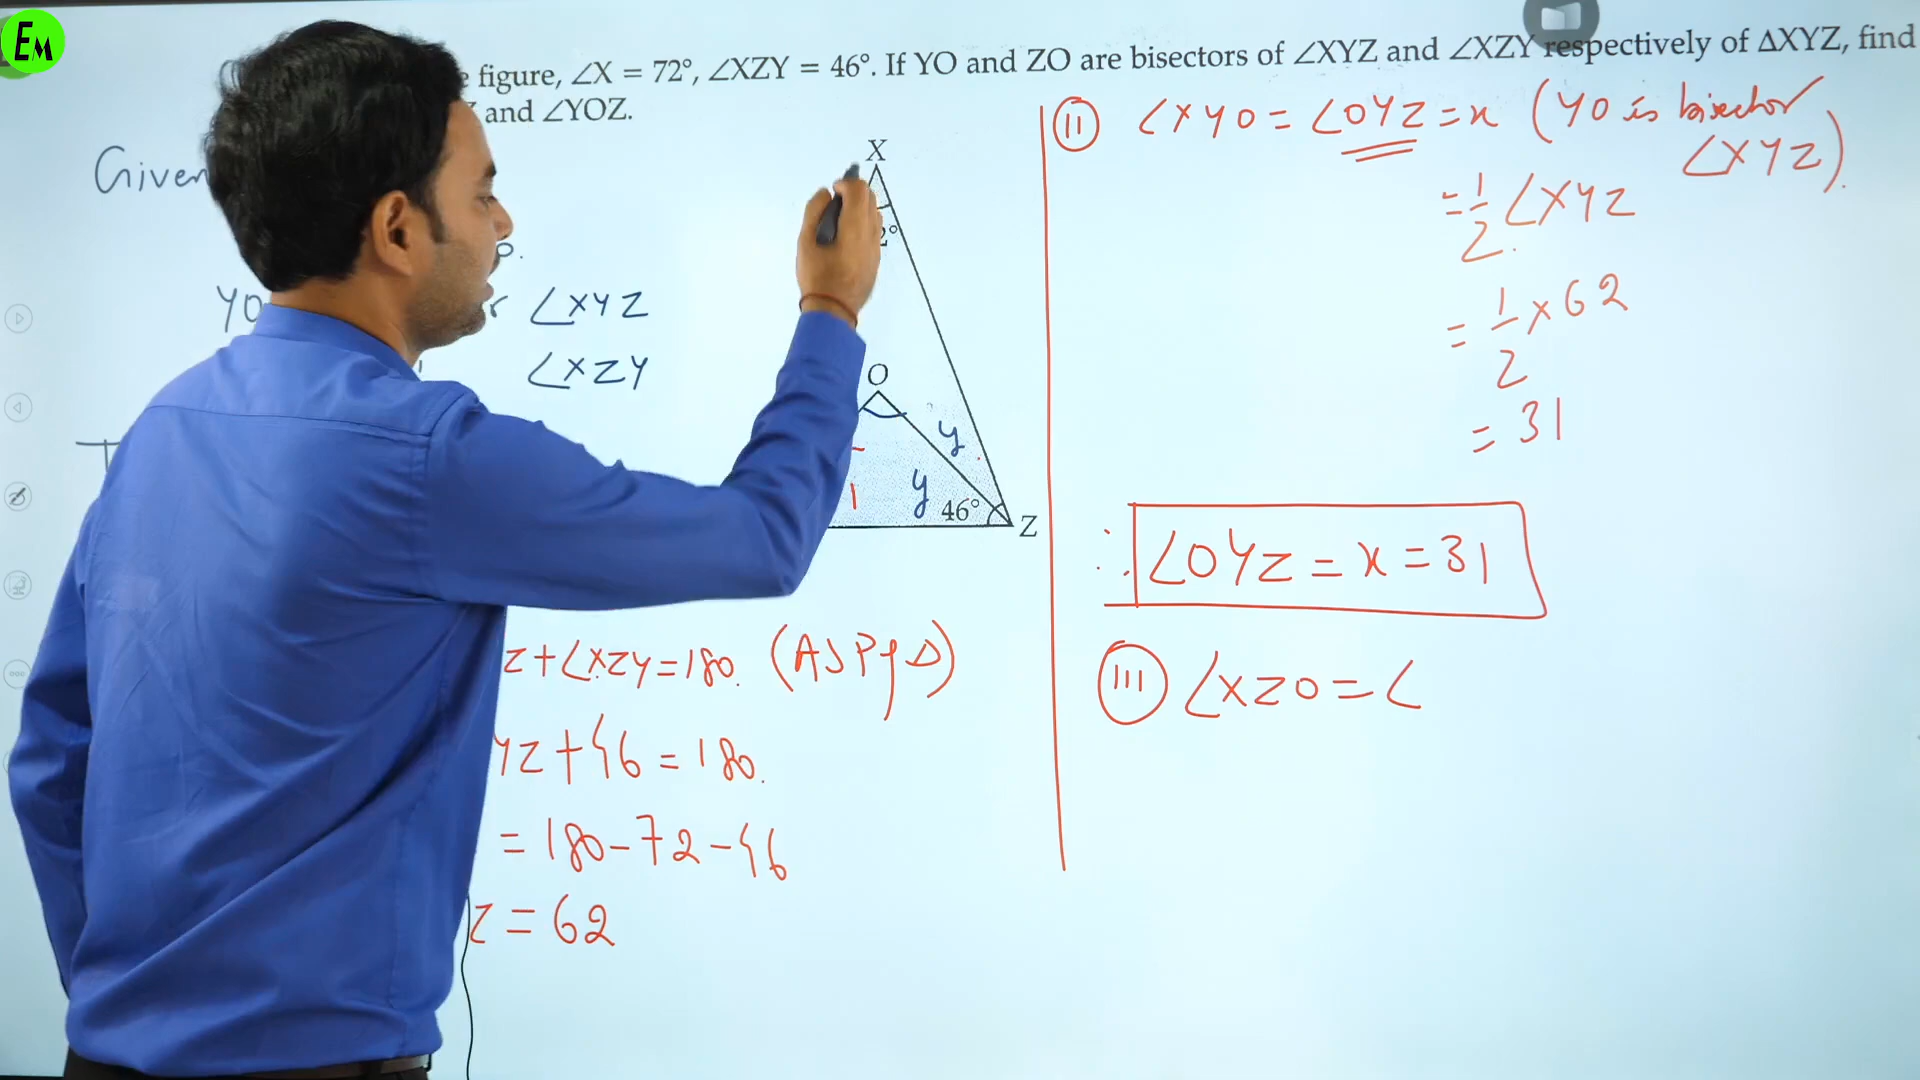 EM
figure, ∠X = 72°, ∠XZY = 46°. If YO and ZO are bisectors of ∠XYZ and ∠XZY respectively of ΔXYZ, find
and ∠YOZ.
Given
YO ∠XYZ
∠XZY
X
2°
O
y
y
46°
Z
Z+∠XZY=180. (ASP of Δ)
YZ+46=180.
=180-72-46
Z=62
(II) ∠XYO=∠OYZ=x (YO is bisector
∠XYZ).
=1/2 ∠XYZ
=1/2×62
=31
∴ ∠OYZ=x=31
(III) ∠XZO=∠